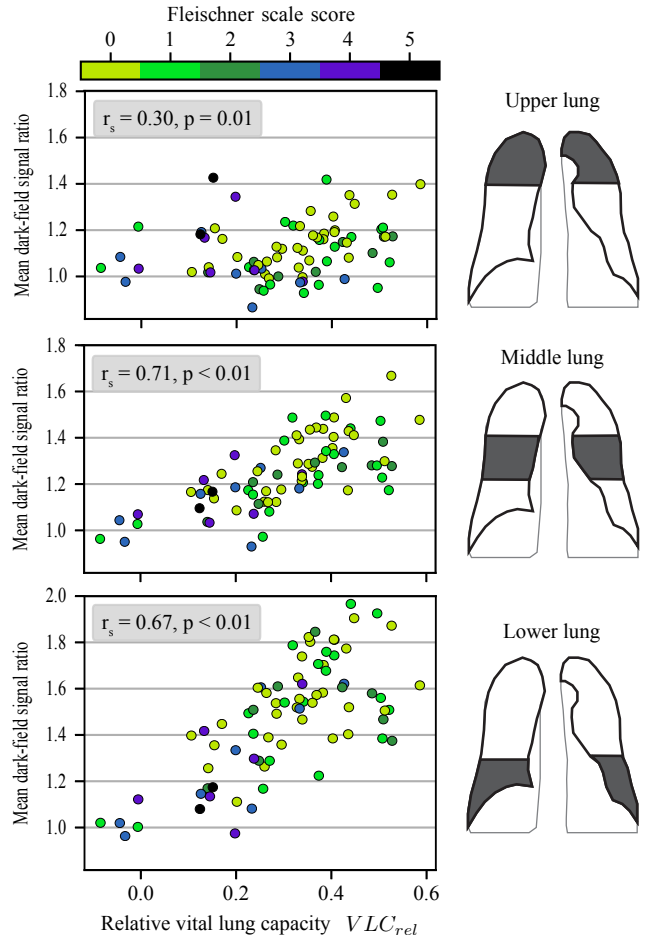 Fleischner scale score
0 1 2 3 4 5
1.8
1.6
1.4
1.2
1.0
Mean dark-field signal ratio
r_s = 0.30, p = 0.01
Upper lung
1.8
1.6
1.4
1.2
1.0
Mean dark-field signal ratio
r_s = 0.71, p < 0.01
Middle lung
2.0
1.8
1.6
1.4
1.2
1.0
Mean dark-field signal ratio
r_s = 0.67, p < 0.01
Lower lung
0.0 0.2 0.4 0.6
Relative vital lung capacity VLC_rel